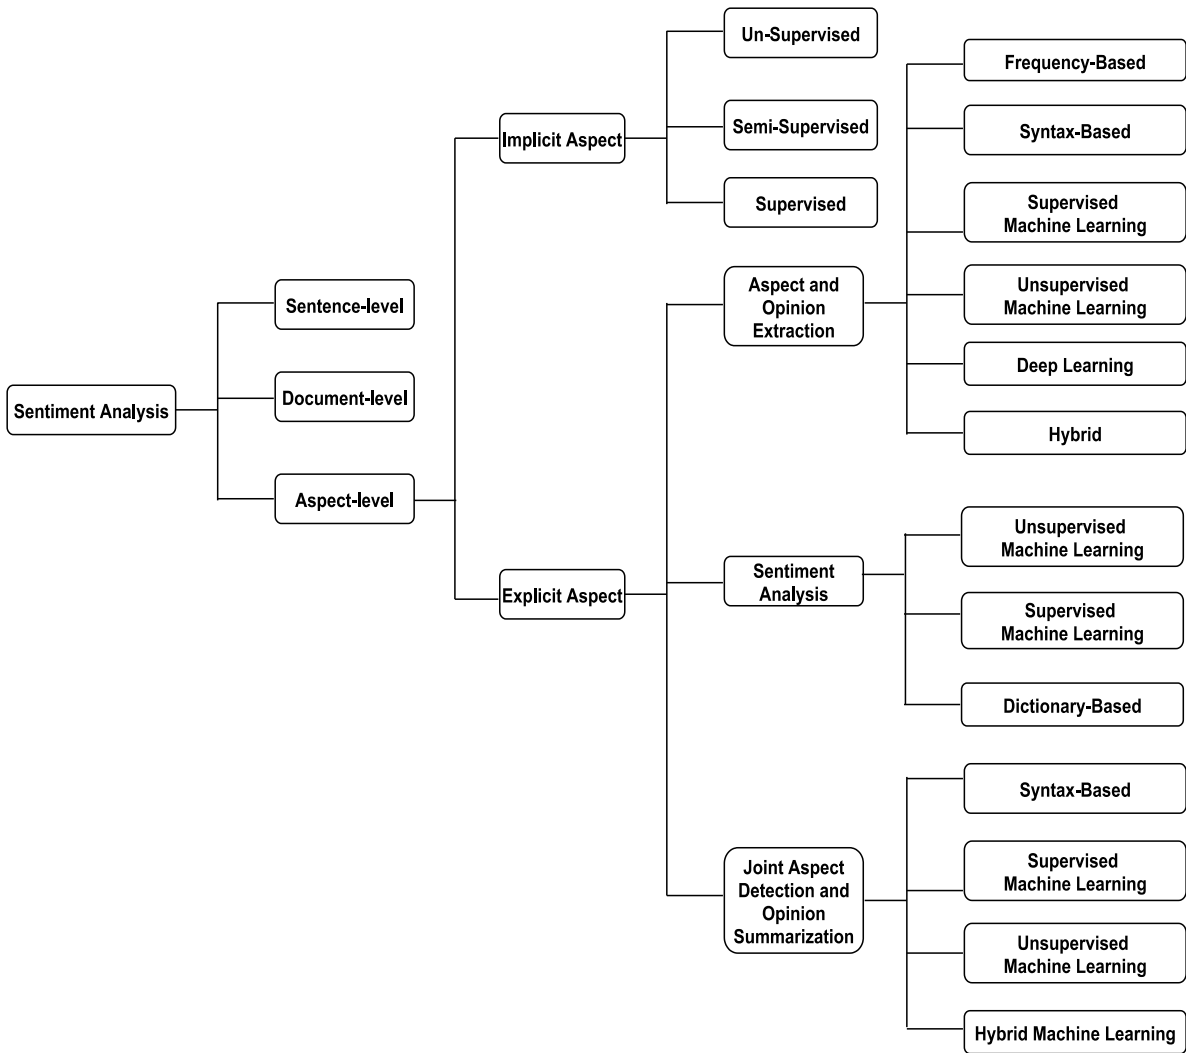 Sentiment Analysis
Sentence-level
Document-level
Aspect-level
Implicit Aspect
Explicit Aspect
Un-Supervised
Semi-Supervised
Supervised
Aspect and
Opinion
Extraction
Sentiment
Analysis
Joint Aspect
Detection and
Opinion
Summarization
Frequency-Based
Syntax-Based
Supervised
Machine Learning
Unsupervised
Machine Learning
Deep Learning
Hybrid
Unsupervised
Machine Learning
Supervised
Machine Learning
Dictionary-Based
Syntax-Based
Supervised
Machine Learning
Unsupervised
Machine Learning
Hybrid Machine Learning